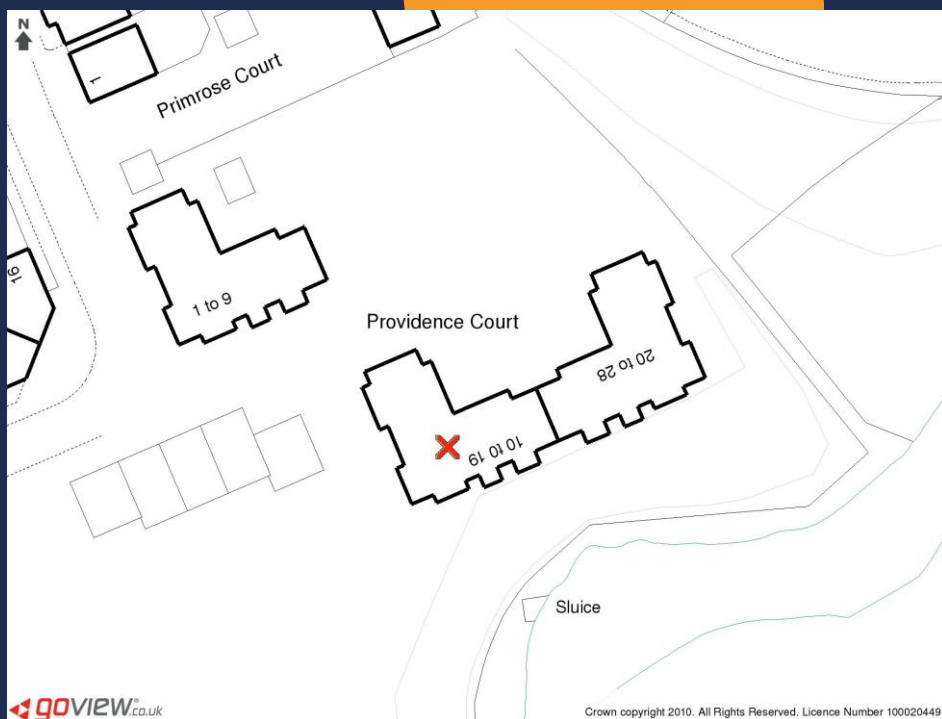 N
1
Primrose Court
16
1 to 9
Providence Court
20 to 28
10 to 19
Sluice
goview.co.uk
Crown copyright 2010. All Rights Reserved. Licence Number 100020449